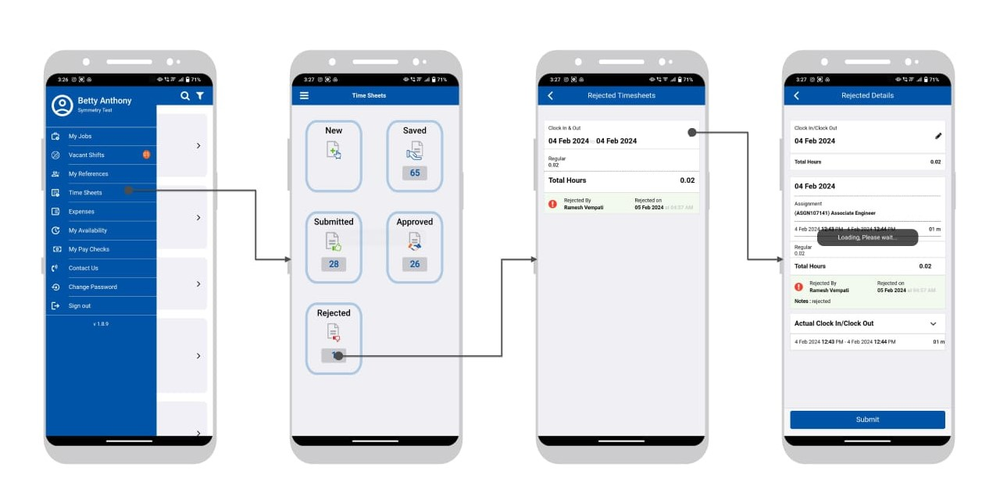 3:26
71%
Betty Anthony
Symmetry Test
My Jobs
Vacant Shifts 01
My References
Time Sheets
Expenses
My Availability
My Pay Checks
Contact Us
Change Password
Sign out
v 1.8.9
3:27
71%
Time Sheets
New
Saved
65
Submitted
28
Approved
26
Rejected
3:27
71%
Rejected Timesheets
Clock In & Out
04 Feb 2024 to 04 Feb 2024
Regular
0.02
Total Hours 0.02
Rejected By
Ramesh Vempati
Rejected on
05 Feb 2024 at 04:57 AM
3:27
71%
Rejected Details
Clock In/Clock Out
04 Feb 2024
Total Hours 0.02
04 Feb 2024
Assignment
(ASGN107141) Associate Engineer
4 Feb 2024 12:43 PM - 4 Feb 2024 12:44 PM 01 m
Loading, Please wait...
Regular
0.02
Total Hours 0.02
Rejected By
Ramesh Vempati
Rejected on
05 Feb 2024 at 04:57 AM
Notes : rejected
Actual Clock In/Clock Out
4 Feb 2024 12:43 PM - 4 Feb 2024 12:44 PM 01 m
Submit